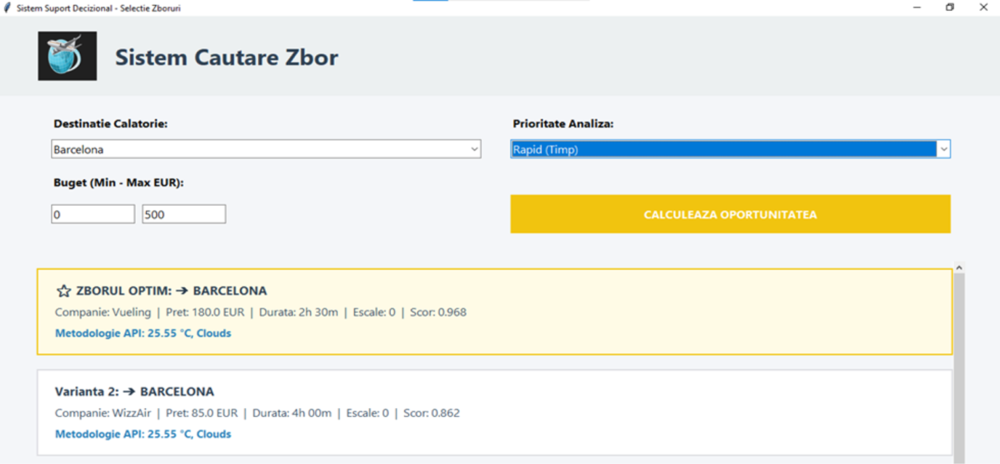 Sistem Suport Decizional - Selectie Zboruri
Sistem Cautare Zbor
Destinatie Calatorie:
Barcelona
Prioritate Analiza:
Rapid (Timp)
Buget (Min - Max EUR):
0
500
CALCULEAZA OPORTUNITATEA
☆ ZBORUL OPTIM: ➔ BARCELONA
Companie: Vueling | Pret: 180.0 EUR | Durata: 2h 30m | Escale: 0 | Scor: 0.968
Metodologie API: 25.55 °C, Clouds
Varianta 2: ➔ BARCELONA
Companie: WizzAir | Pret: 85.0 EUR | Durata: 4h 00m | Escale: 0 | Scor: 0.862
Metodologie API: 25.55 °C, Clouds